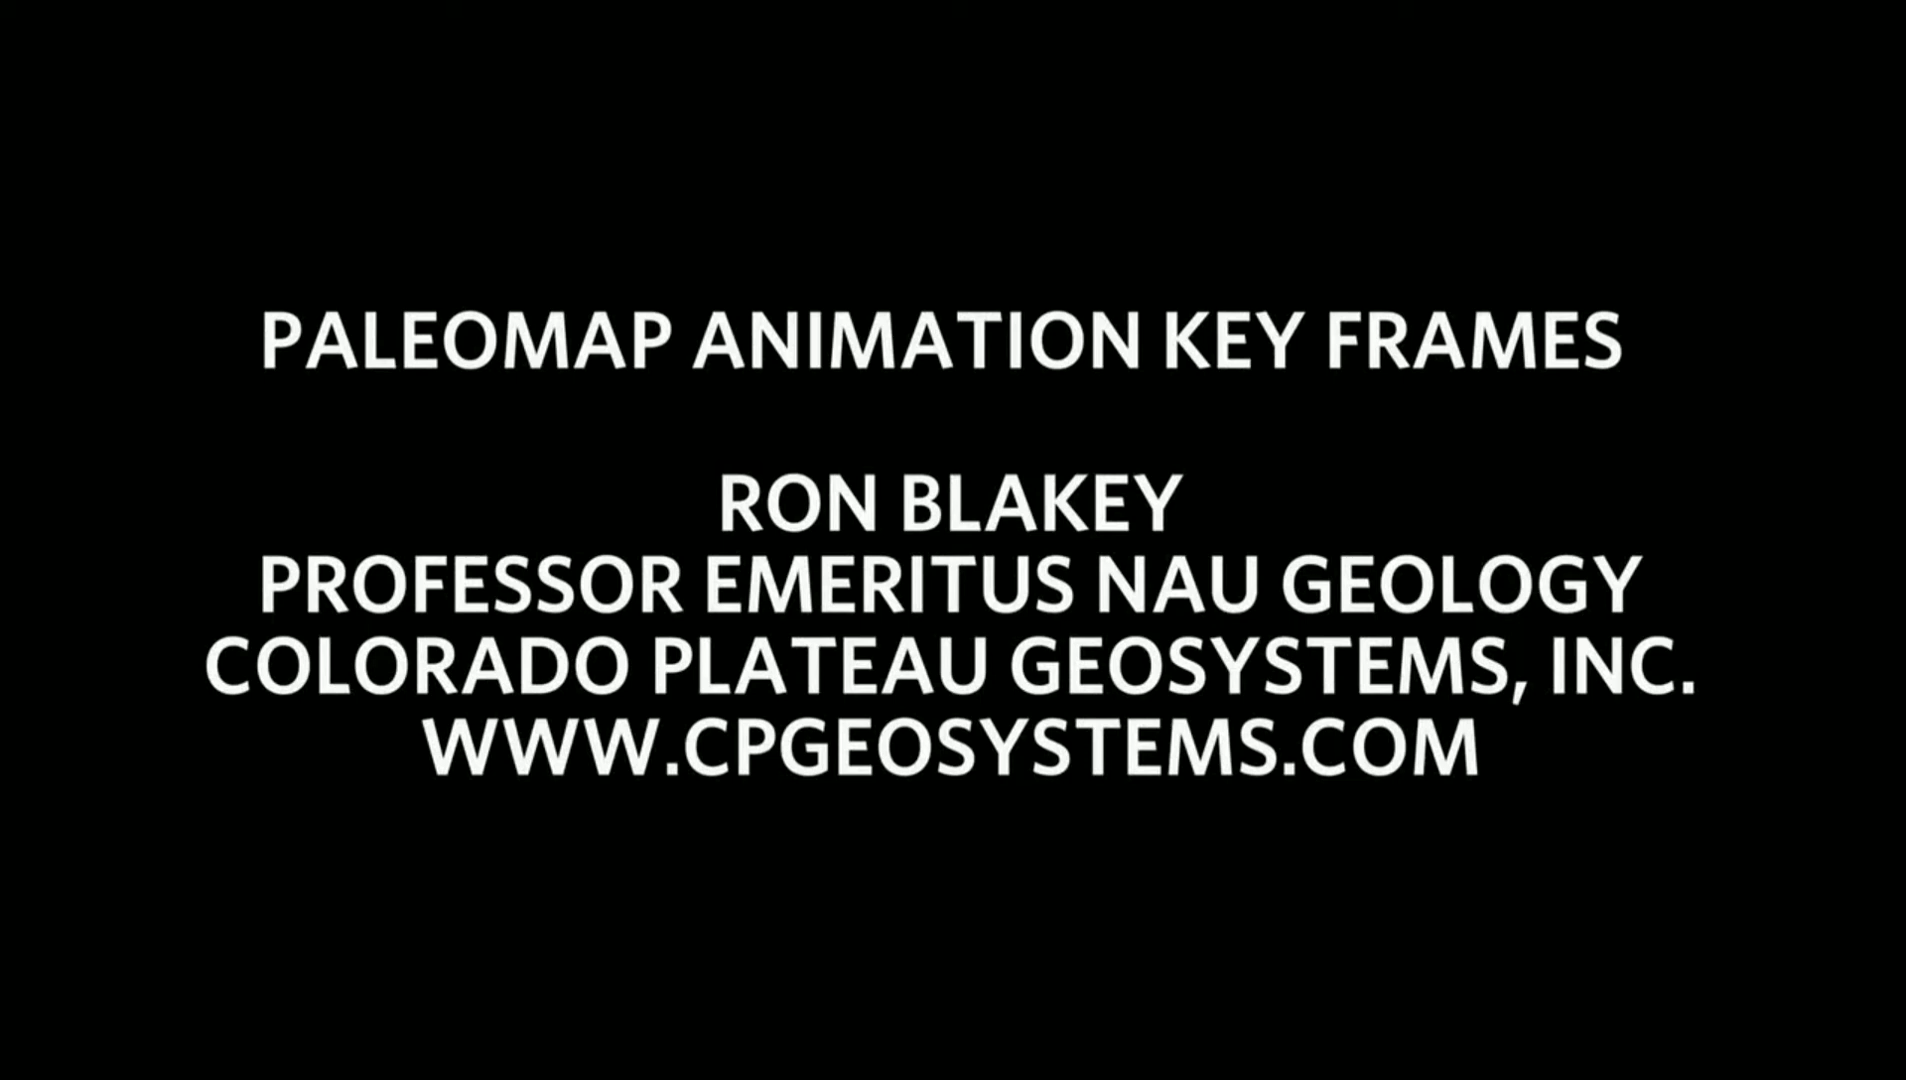 PALEOMAP ANIMATION KEY FRAMES
RON BLAKEY
PROFESSOR EMERITUS NAU GEOLOGY
COLORADO PLATEAU GEOSYSTEMS, INC.
WWW.CPGEOSYSTEMS.COM